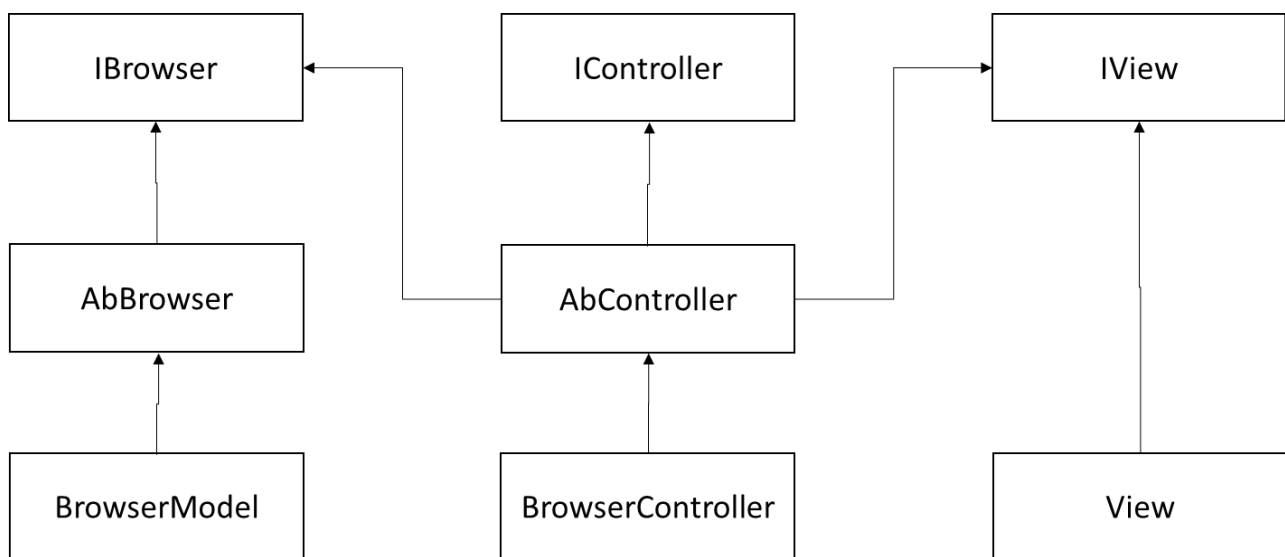 IBrowser
IController
IView
AbBrowser
AbController
BrowserModel
BrowserController
View